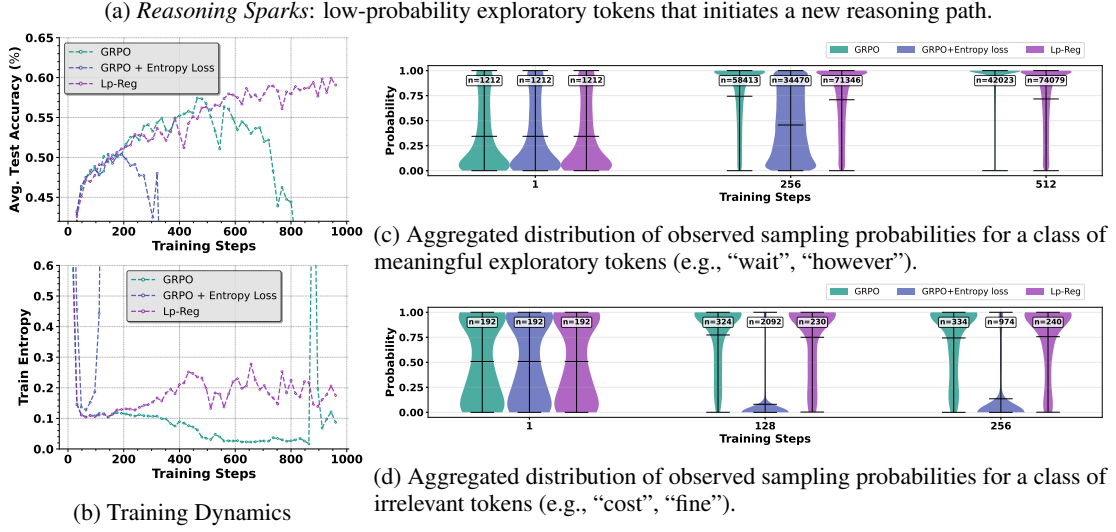 (a) Reasoning Sparks: low-probability exploratory tokens that initiates a new reasoning path.
0.65
0.60
0.55
0.50
0.45
Avg. Test Accuracy (%)
GRPO
GRPO + Entropy Loss
Lp-Reg
0 200 400 600 800 1000
Training Steps
0.6
0.5
0.4
0.3
0.2
0.1
0.0
Train Entropy
GRPO
GRPO + Entropy Loss
Lp-Reg
0 200 400 600 800 1000
Training Steps
(b) Training Dynamics
GRPO GRPO+Entropy loss Lp-Reg
1.00
0.75
0.50
0.25
0.00
Probability
n=1212 n=1212 n=1212 n=58413 n=34470 n=71346 n=42023 n=74079
1 256 512
Training Steps
(c) Aggregated distribution of observed sampling probabilities for a class of
meaningful exploratory tokens (e.g., “wait”, “however”).
GRPO GRPO+Entropy loss Lp-Reg
1.00
0.75
0.50
0.25
0.00
Probability
n=192 n=192 n=192 n=324 n=2092 n=230 n=334 n=974 n=240
1 128 256
Training Steps
(d) Aggregated distribution of observed sampling probabilities for a class of
irrelevant tokens (e.g., “cost”, “fine”).